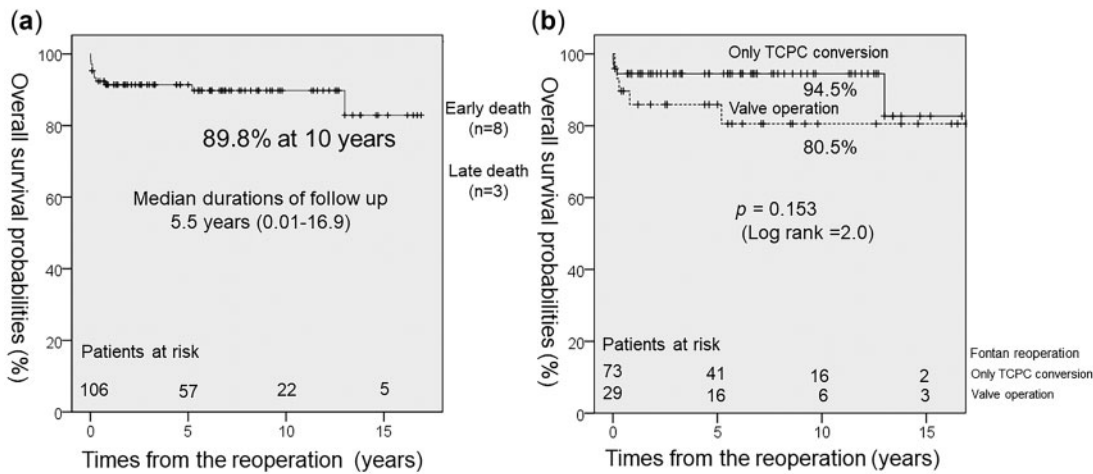 (a)
Overall survival probabilities (%)
100
80
60
40
20
0
89.8% at 10 years
Median durations of follow up
5.5 years (0.01-16.9)
Early death
(n=8)
Late death
(n=3)
Patients at risk
106 57 22 5
0 5 10 15
Times from the reoperation (years)
(b)
Overall survival probabilities (%)
100
80
60
40
20
0
Only TCPC conversion
94.5%
Valve operation
80.5%
p = 0.153
(Log rank =2.0)
Patients at risk
Fontan reoperation
73 41 16 2 Only TCPC conversion
29 16 6 3 Valve operation
0 5 10 15
Times from the reoperation (years)